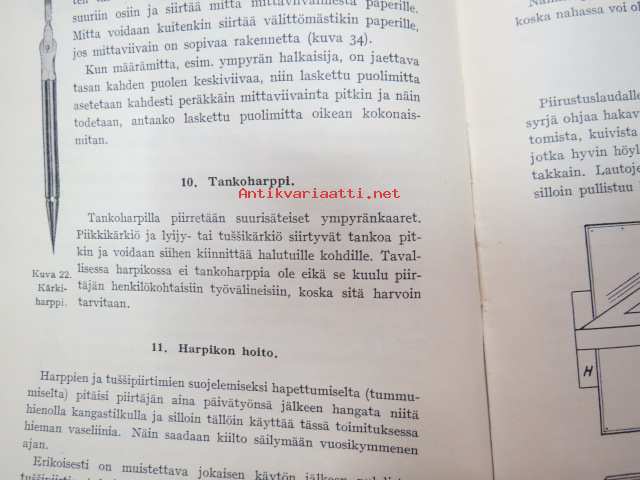 suuriin osiin ja siirtää mitta mittaviivaimesta paperille.
Mitta voidaan kuitenkin siirtää välittömästikin paperille,
jos mittaviivain on sopivaa rakennetta (kuva 34).
Kun määrämitta, esim. ympyrän halkaisija, on jaettava
tasan kahden puolen keskiviivaa, niin laskettu puolimitta
asetetaan kahdesti peräkkäin mittaviivainta pitkin ja näin
todetaan, antaako laskettu puolimitta oikean kokonais-
mitan.
10. Tankoharppi.
Antikvariaatti.net
Tankoharpilla piirretään suurisäteiset ympyränkaaret.
Piikkikärkiö ja lyijy- tai tuššikärkiö siirtyvät tankoa pit-
kin ja voidaan siihen kiinnittää halutuille kohdille. Taval-
lisessa harpikossa ei tankoharppia ole eikä se kuulu piir-
täjän henkilökohtaisiin työvälineisiin, koska sitä harvoin
tarvitaan.
Kuva 22.
Kärki-
harppi.
11. Harpikon hoito.
Harppien ja tuššipiirtimien suojelemiseksi hapettumiselta (tummu-
miselta) pitäisi piirtäjän aina päivätyönsä jälkeen hangata niitä
hienolla kangastilkulla ja silloin tällöin käyttää tässä toimituksessa
hieman vaseliinia. Näin saadaan kiilto säilymään vuosikymmenen
ajan.
Erikoisesti on muistettava jokaisen käytön jälkeen
koska nahassa voi
Piirustuslaudalle
syrjä ohjaa hakav
tomista, kuivista
jotka hyvin höyl
takkain. Lautoje
silloin pullistuu
H